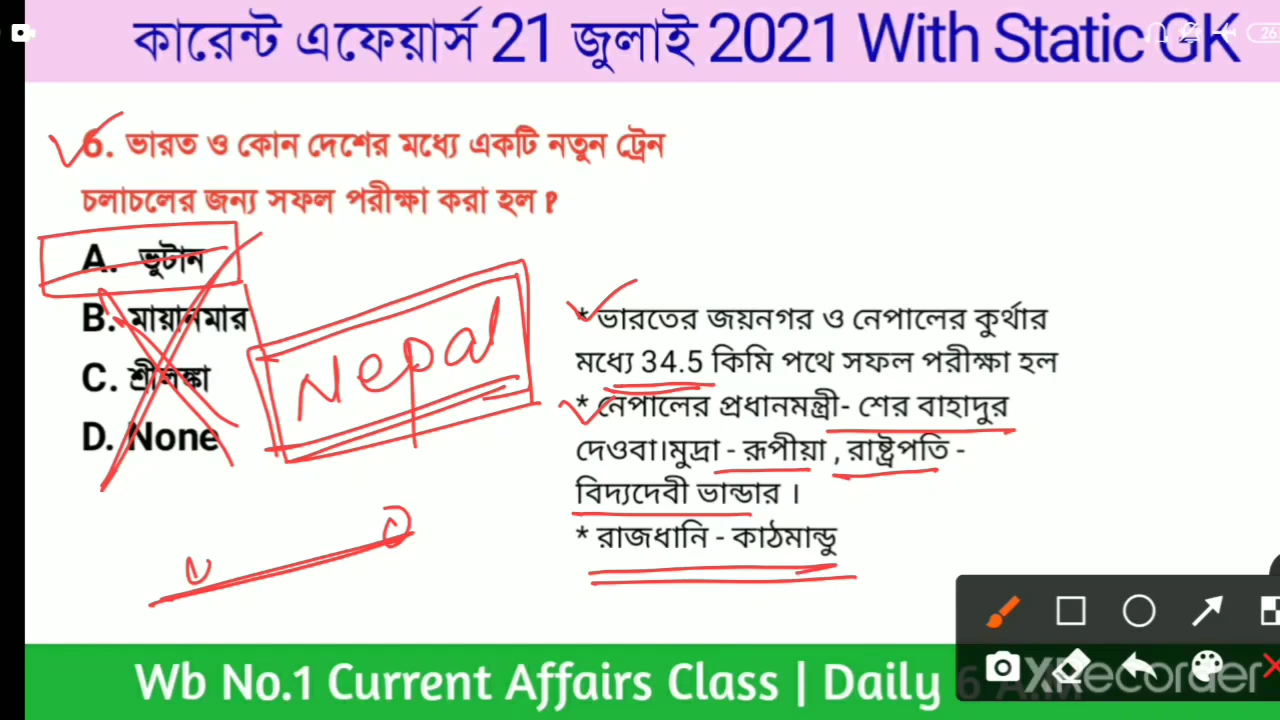 কারেন্ট এফেয়ার্স 21 জুলাই 2021 With Static GK
6. ভারত ও কোন দেশের মধ্যে একটি নতুন ট্রেন
চলাচলের জন্য সফল পরীক্ষা করা হল ?
A. ভুটান
B. মায়ানমার
C. শ্রীলঙ্কা
D. None
Nepal
* ভারতের জয়নগর ও নেপালের কুর্থার
মধ্যে 34.5 কিমি পথে সফল পরীক্ষা হল
* নেপালের প্রধানমন্ত্রী- শের বাহাদুর
দেওবা।মুদ্রা - রূপীয়া , রাষ্ট্রপতি -
বিদ্যদেবী ভান্ডার ।
* রাজধানি - কাঠমান্ডু
Wb No.1 Current Affairs Class | Daily 6
XRecorder